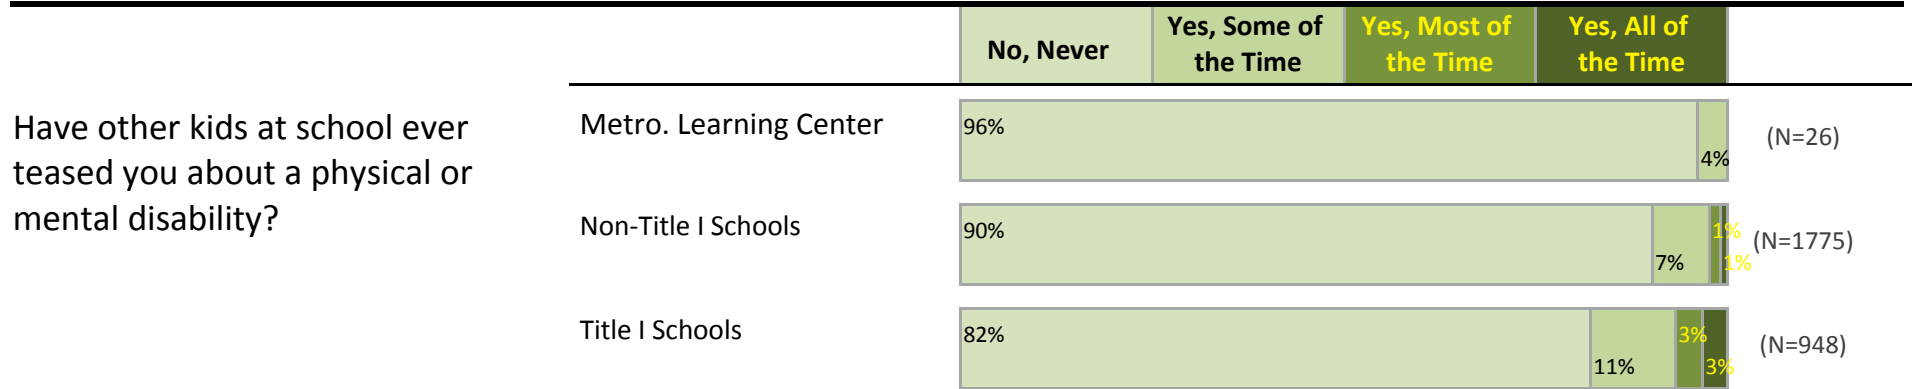 No, Never
Yes, Some of
the Time
Yes, Most of
the Time
Yes, All of
the Time
Have other kids at school ever
teased you about a physical or
mental disability?
Metro. Learning Center
96%
4%
(N=26)
Non-Title I Schools
90%
7%
1%
1%
(N=1775)
Title I Schools
82%
11%
3%
3%
(N=948)